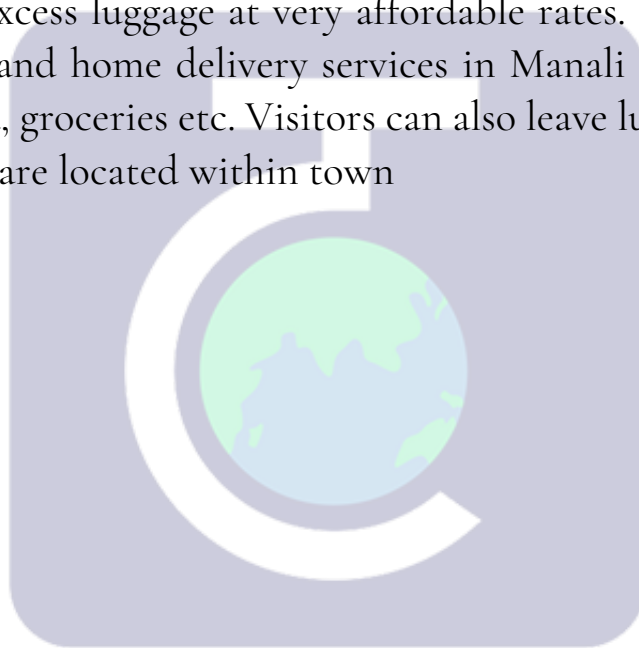 xcess luggage at very affordable rates.
and home delivery services in Manali
, groceries etc. Visitors can also leave lu
are located within town